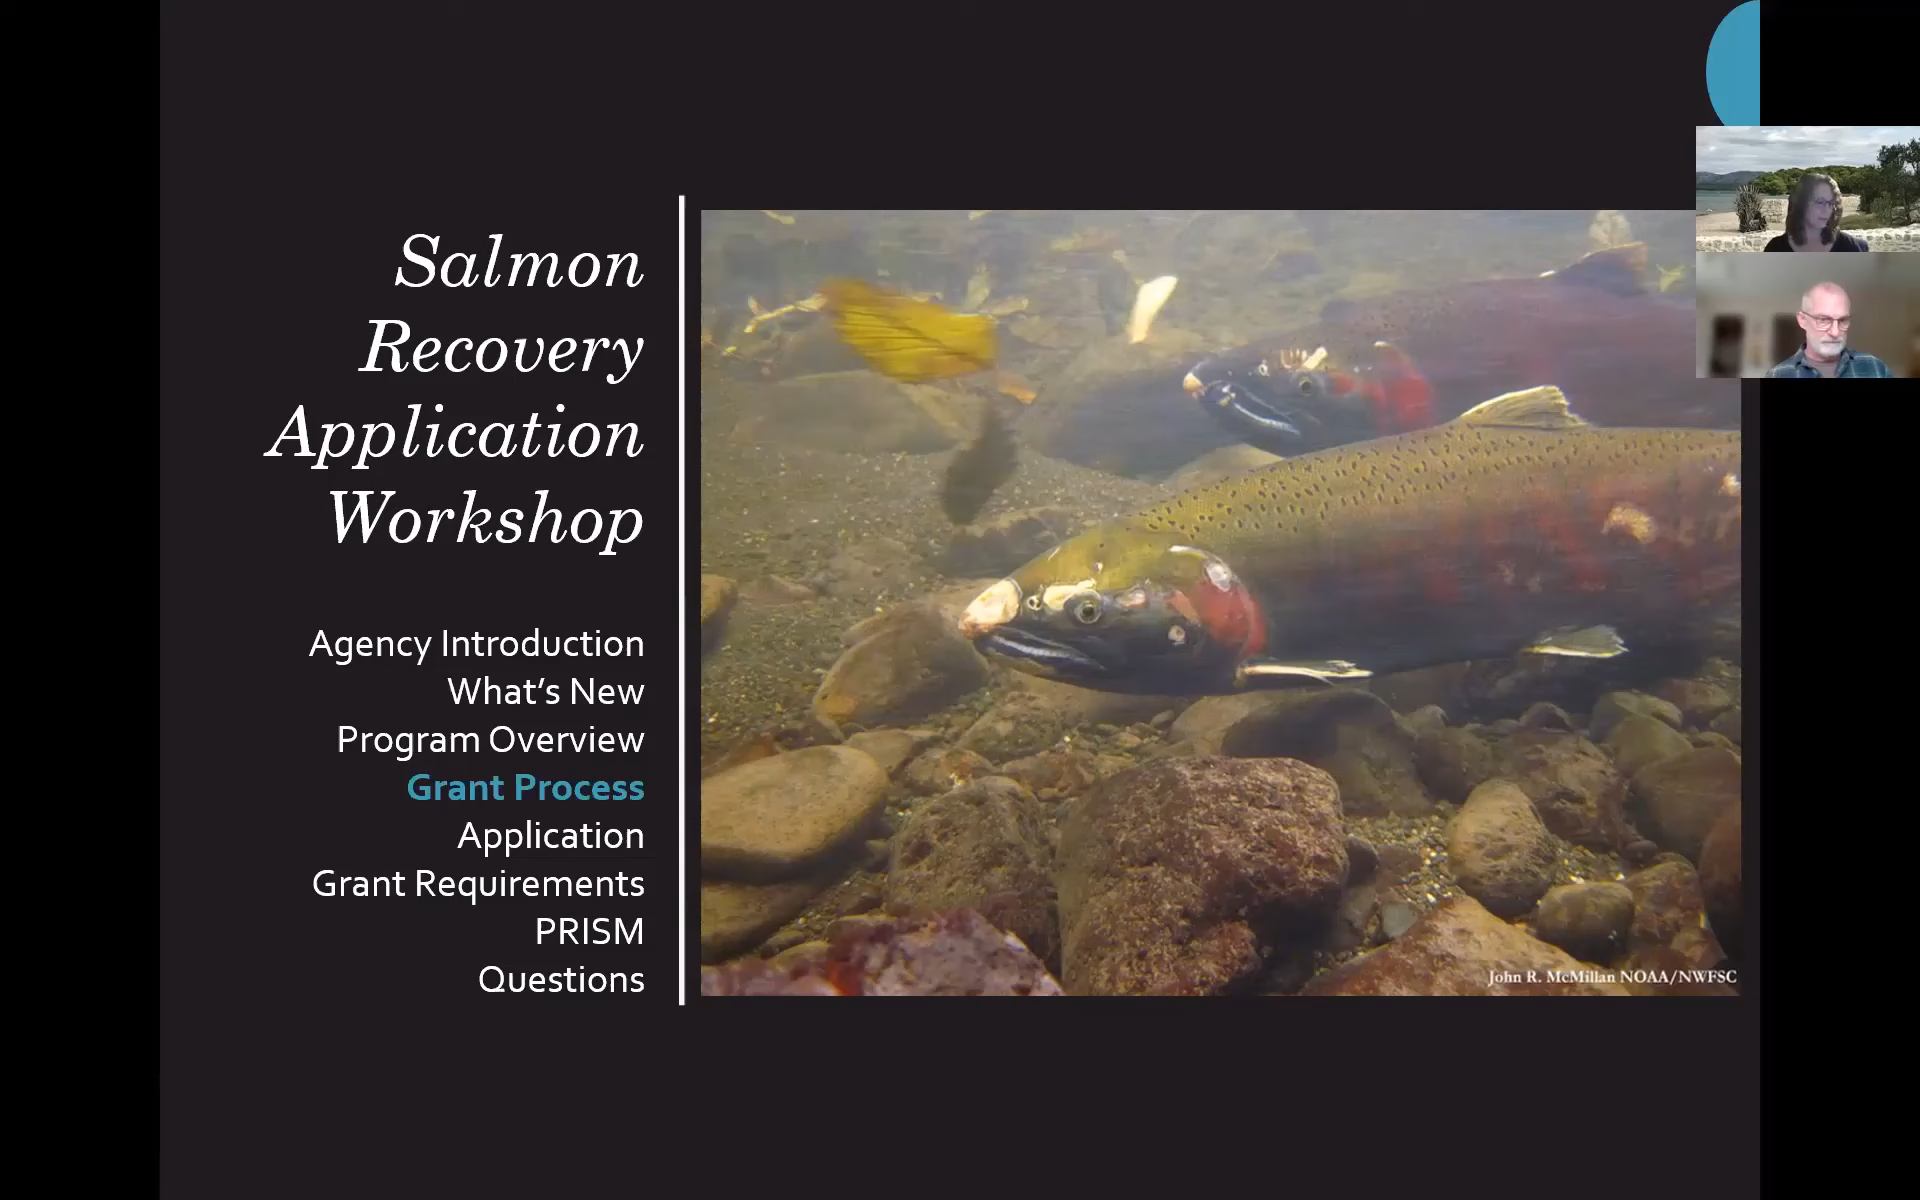 Salmon
Recovery
Application
Workshop
Agency Introduction
What's New
Program Overview
Grant Process
Application
Grant Requirements
PRISM
Questions
John R. McMillan NOAA/NWFSC